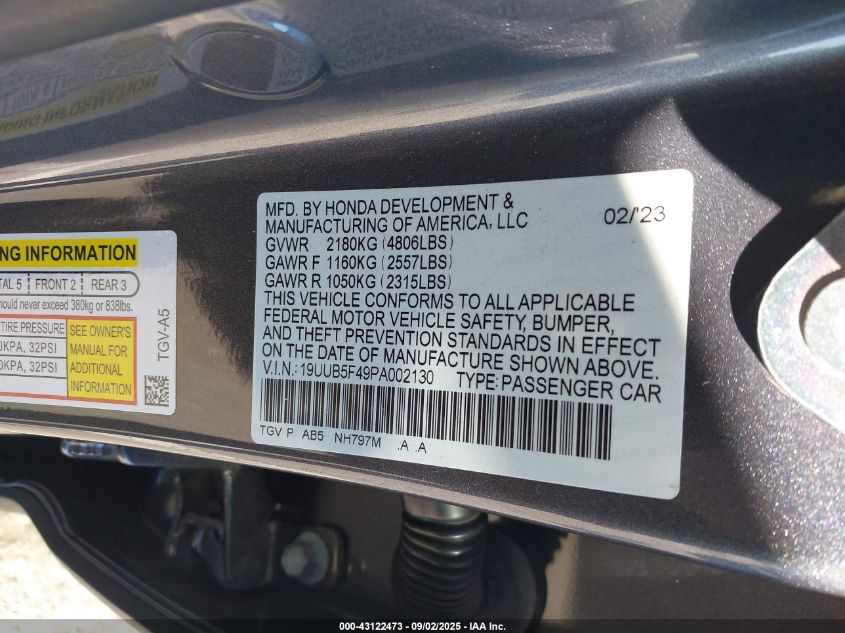 MFD. BY HONDA DEVELOPMENT &
MANUFACTURING OF AMERICA, LLC 02/'23
GVWR 2180KG (4806LBS)
GAWR F 1160KG (2557LBS)
GAWR R 1050KG (2315LBS)
THIS VEHICLE CONFORMS TO ALL APPLICABLE
FEDERAL MOTOR VEHICLE SAFETY, BUMPER,
AND THEFT PREVENTION STANDARDS IN EFFECT
ON THE DATE OF MANUFACTURE SHOWN ABOVE.
V.I.N.: 19UUB5F49PA002130 TYPE: PASSENGER CAR
TGV P AB5 NH797M .A .A
NG INFORMATION
TAL 5 FRONT 2 REAR 3
hould never exceed 380kg or 838lbs.
TIRE PRESSURE
0KPA, 32PSI
0KPA, 32PSI
SEE OWNER'S
MANUAL FOR
ADDITIONAL
INFORMATION
TGV-A5
000-43122473 - 09/02/2025 - IAA Inc.